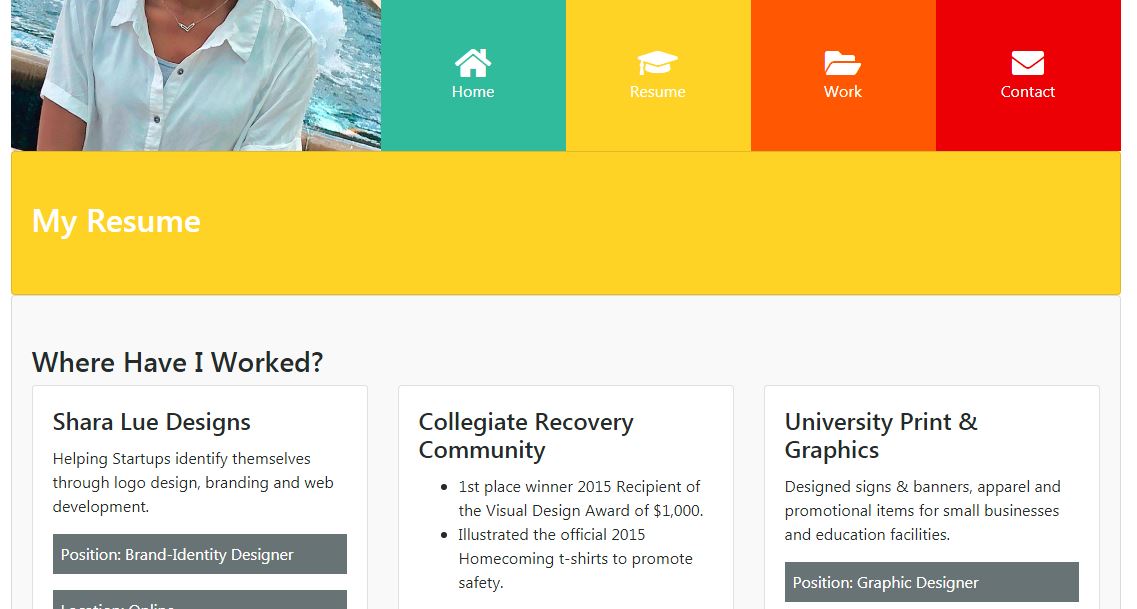 Home
Resume
Work
Contact
My Resume
Where Have I Worked?
Shara Lue Designs
Helping Startups identify themselves
through logo design, branding and web
development.
Position: Brand-Identity Designer
Location: Online
Collegiate Recovery
Community
1st place winner 2015 Recipient of
the Visual Design Award of $1,000.
Illustrated the official 2015
Homecoming t-shirts to promote
safety.
University Print &
Graphics
Designed signs & banners, apparel and
promotional items for small businesses
and education facilities.
Position: Graphic Designer